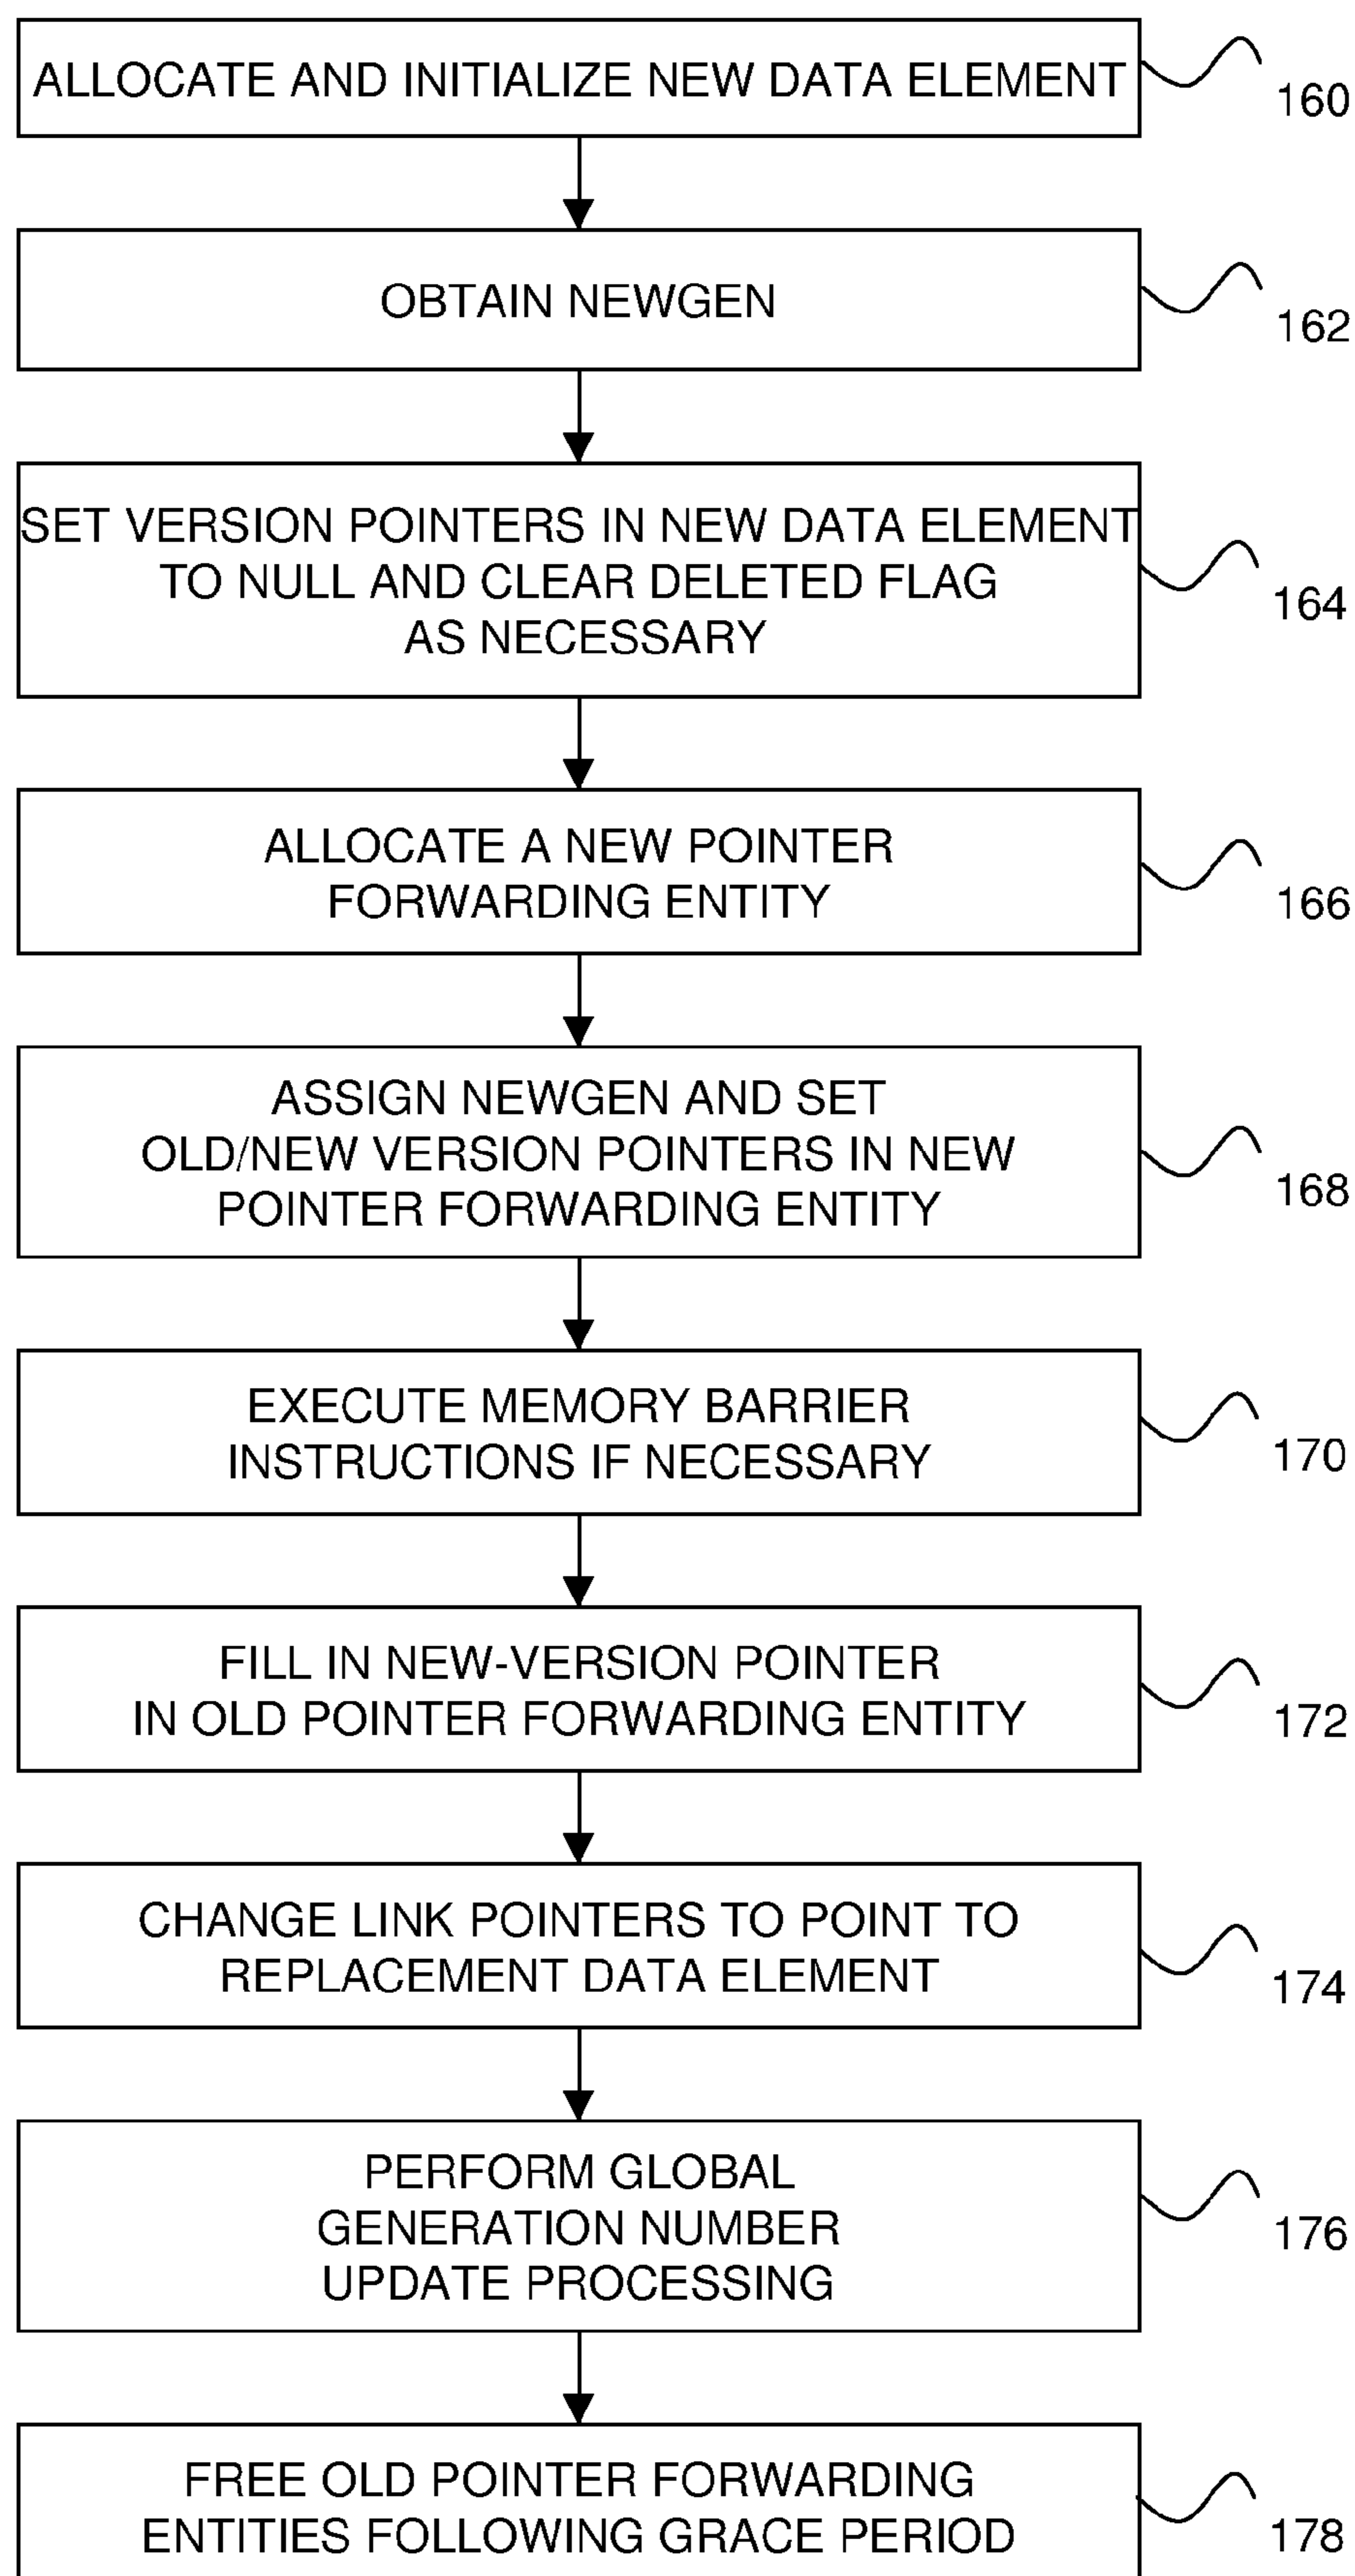 ALLOCATE AND INITIALIZE NEW DATA ELEMENT
160
OBTAIN NEWGEN
162
SET VERSION POINTERS IN NEW DATA ELEMENT
TO NULL AND CLEAR DELETED FLAG
AS NECESSARY
164
ALLOCATE A NEW POINTER
FORWARDING ENTITY
166
ASSIGN NEWGEN AND SET
OLD/NEW VERSION POINTERS IN NEW
POINTER FORWARDING ENTITY
168
EXECUTE MEMORY BARRIER
INSTRUCTIONS IF NECESSARY
170
FILL IN NEW-VERSION POINTER
IN OLD POINTER FORWARDING ENTITY
172
CHANGE LINK POINTERS TO POINT TO
REPLACEMENT DATA ELEMENT
174
PERFORM GLOBAL
GENERATION NUMBER
UPDATE PROCESSING
176
FREE OLD POINTER FORWARDING
ENTITIES FOLLOWING GRACE PERIOD
178